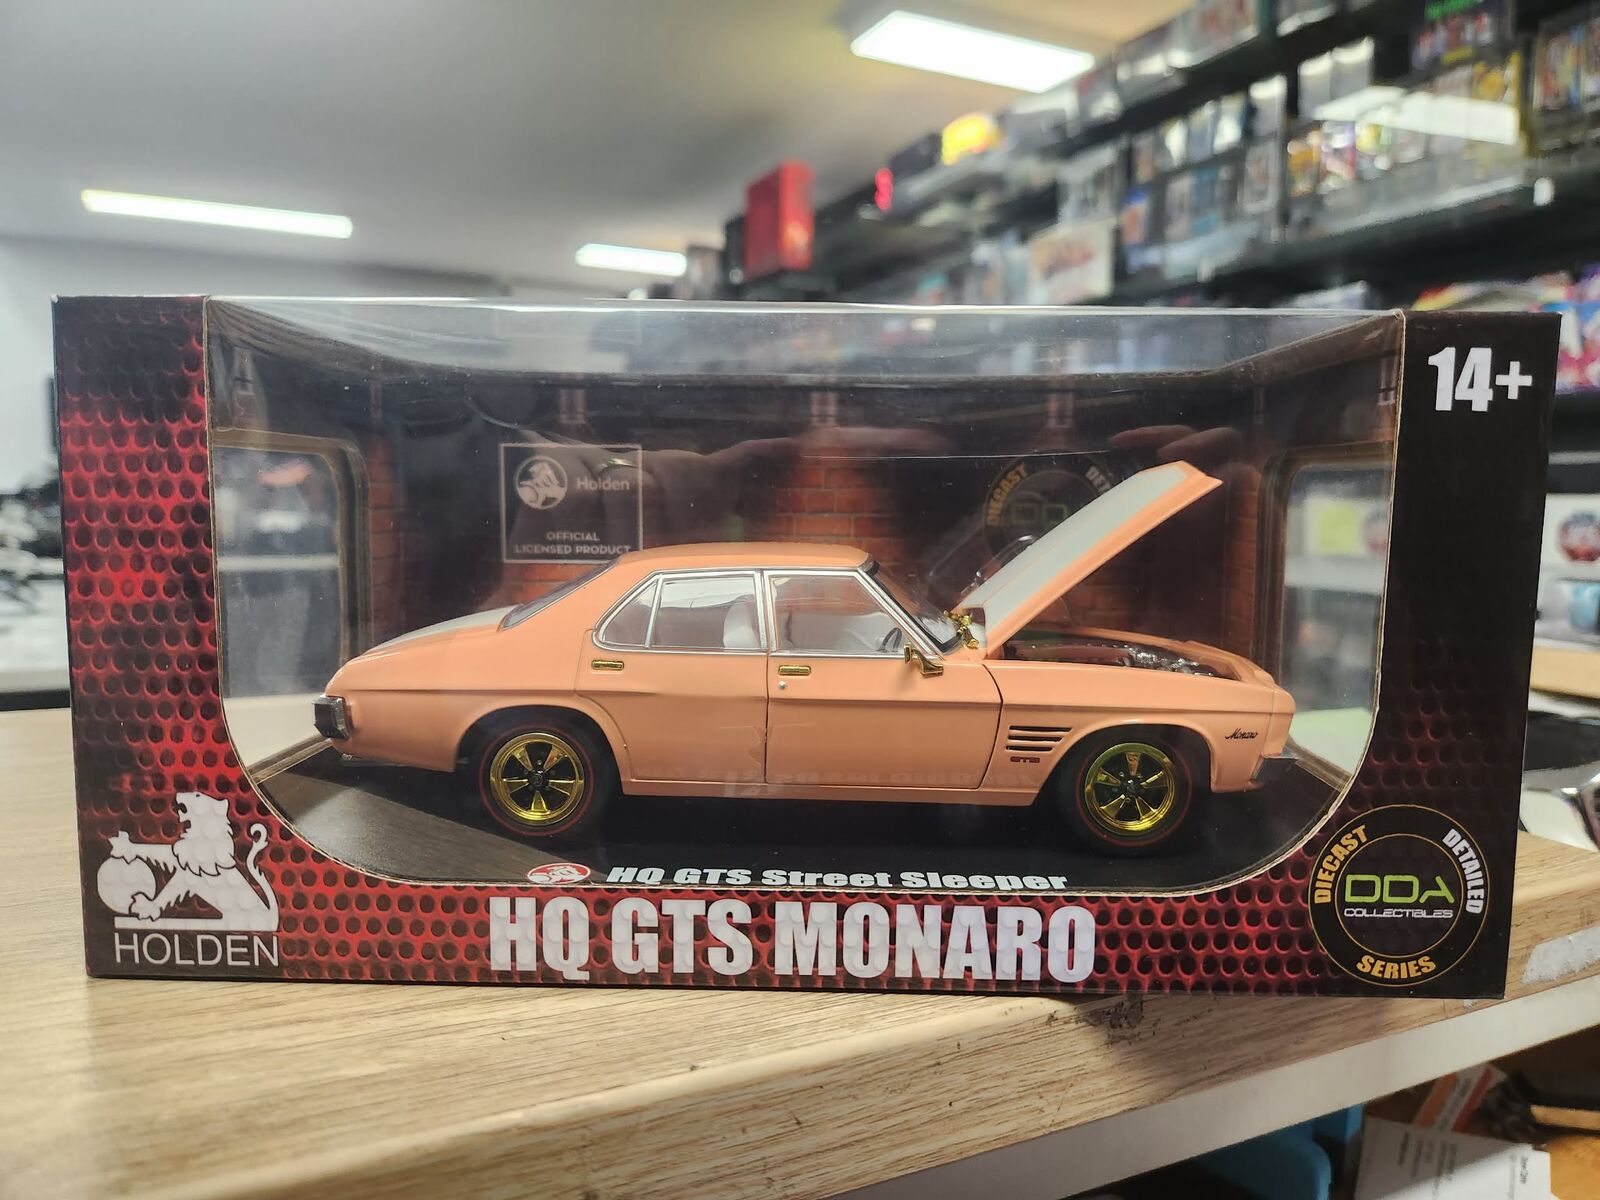 14+
Holden
OFFICIAL
LICENSED PRODUCT
DIECAST
Monaro
GTS
HQ GTS Street Sleeper
HQ GTS MONARO
HOLDEN
DIECAST
DETAILED
DDA
COLLECTIBLES
SERIES